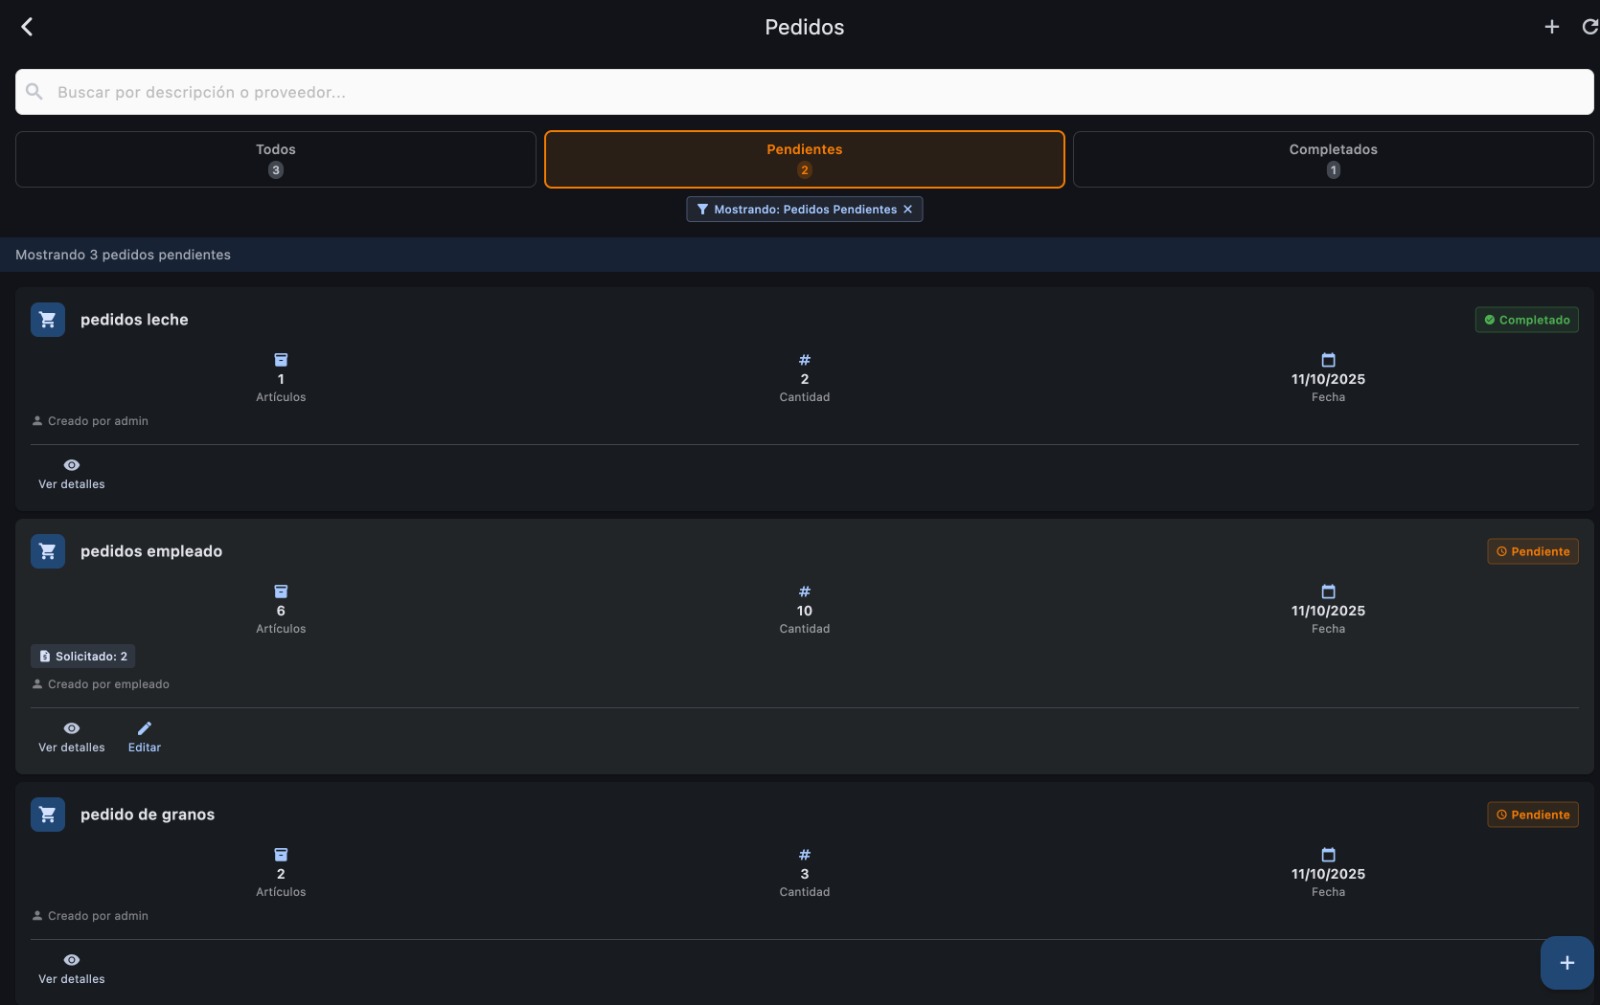 Pedidos
Buscar por descripción o proveedor...
Todos
3
Pendientes
2
Completados
1
Mostrando: Pedidos Pendientes
Mostrando 3 pedidos pendientes
pedidos leche
Completado
1
Artículos
#
2
Cantidad
11/10/2025
Fecha
Creado por admin
Ver detalles
pedidos empleado
Pendiente
6
Artículos
#
10
Cantidad
11/10/2025
Fecha
Solicitado: 2
Creado por empleado
Ver detalles
Editar
pedido de granos
Pendiente
2
Artículos
#
3
Cantidad
11/10/2025
Fecha
Creado por admin
Ver detalles